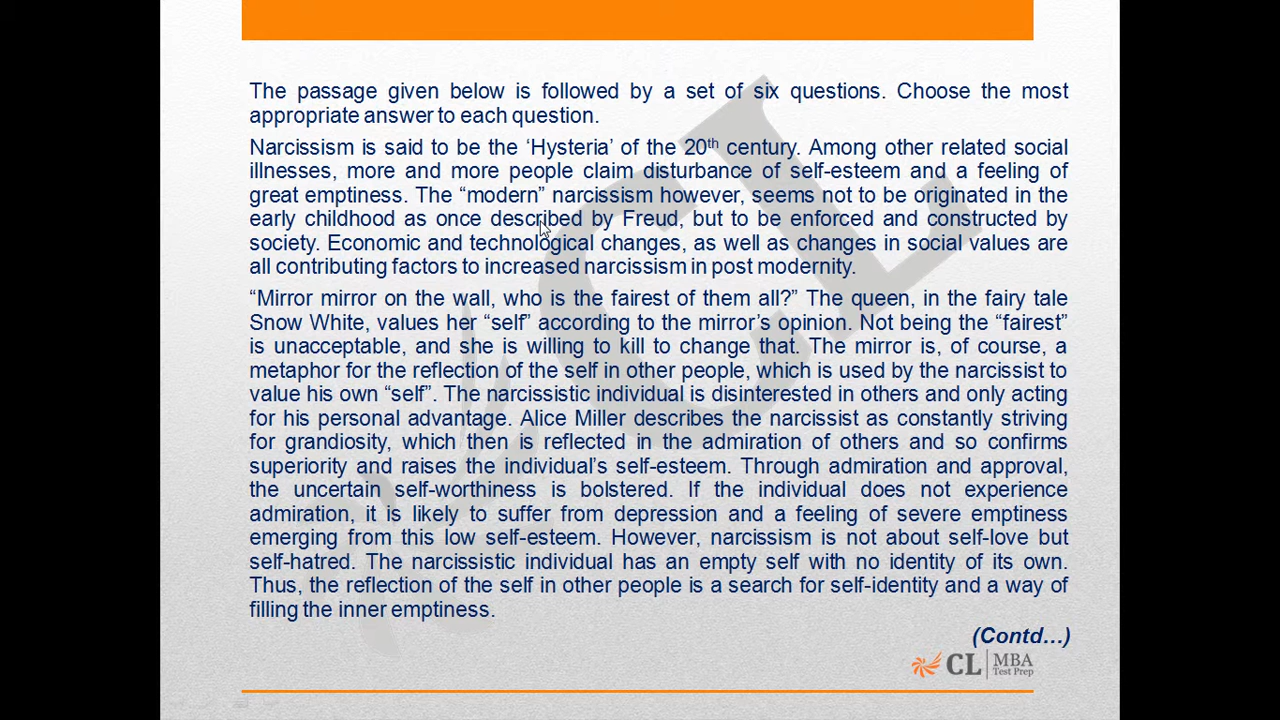 The passage given below is followed by a set of six questions. Choose the most
appropriate answer to each question.
Narcissism is said to be the ‘Hysteria’ of the 20th century. Among other related social
illnesses, more and more people claim disturbance of self-esteem and a feeling of
great emptiness. The “modern” narcissism however, seems not to be originated in the
early childhood as once described by Freud, but to be enforced and constructed by
society. Economic and technological changes, as well as changes in social values are
all contributing factors to increased narcissism in post modernity.
“Mirror mirror on the wall, who is the fairest of them all?” The queen, in the fairy tale
Snow White, values her “self” according to the mirror’s opinion. Not being the “fairest”
is unacceptable, and she is willing to kill to change that. The mirror is, of course, a
metaphor for the reflection of the self in other people, which is used by the narcissist to
value his own “self”. The narcissistic individual is disinterested in others and only acting
for his personal advantage. Alice Miller describes the narcissist as constantly striving
for grandiosity, which then is reflected in the admiration of others and so confirms
superiority and raises the individual’s self-esteem. Through admiration and approval,
the uncertain self-worthiness is bolstered. If the individual does not experience
admiration, it is likely to suffer from depression and a feeling of severe emptiness
emerging from this low self-esteem. However, narcissism is not about self-love but
self-hatred. The narcissistic individual has an empty self with no identity of its own.
Thus, the reflection of the self in other people is a search for self-identity and a way of
filling the inner emptiness.
(Contd…)
CL MBA
Test Prep